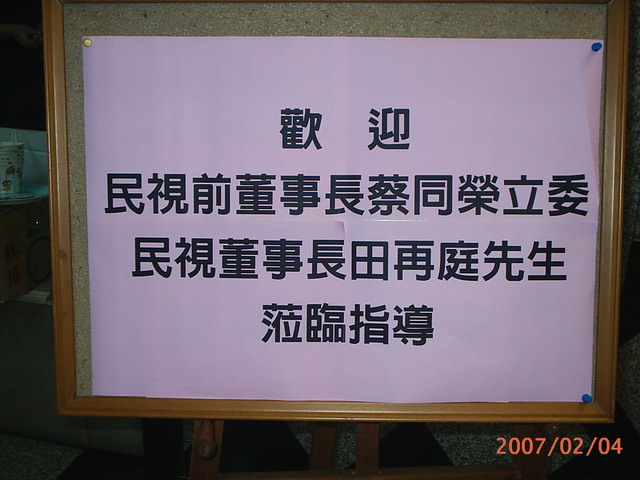 歡 迎
民視前董事長蔡同榮立委
民視董事長田再庭先生
蒞臨指導
2007/02/04